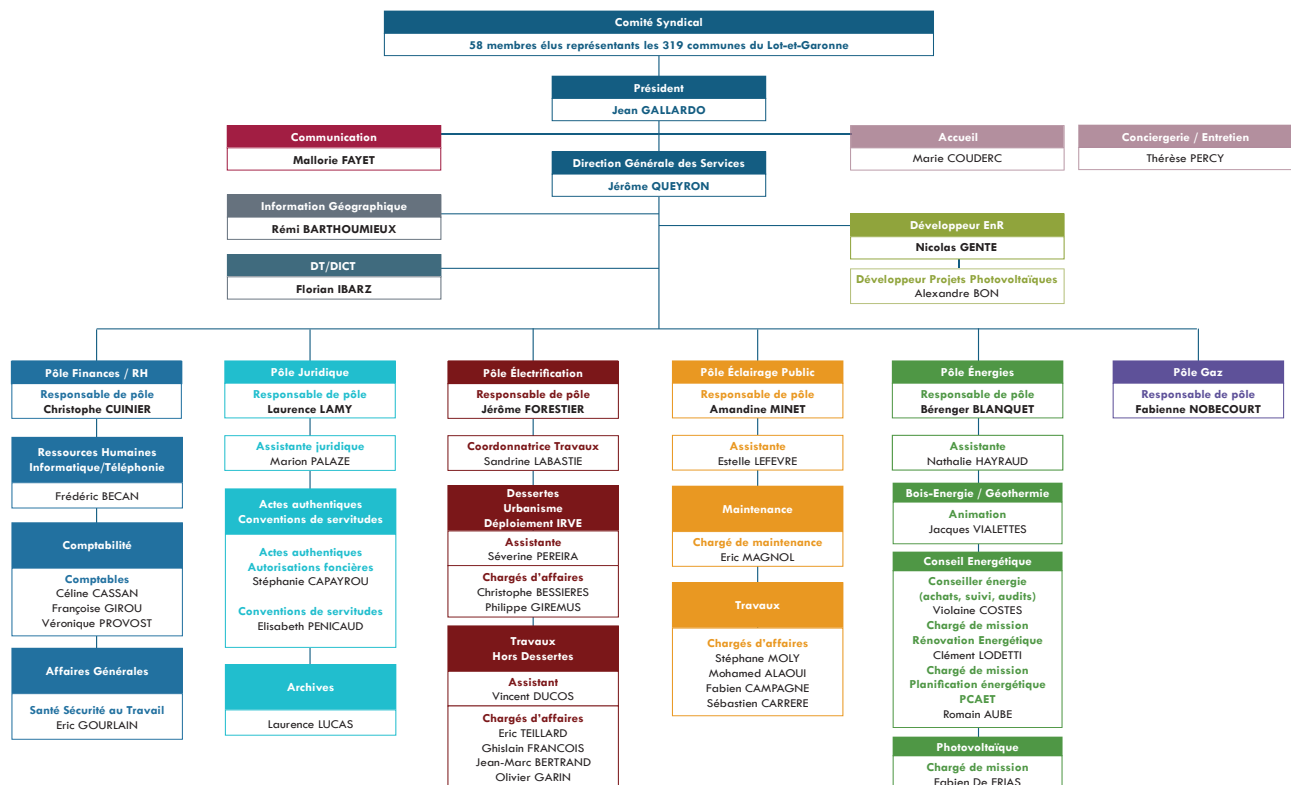 Comité Syndical
58 membres élus représentants les 319 communes du Lot-et-Garonne
Président
Jean GALLARDO
Communication
Mallorie FAYET
Accueil
Marie COUDERC
Conciergerie / Entretien
Thérèse PERCY
Direction Générale des Services
Jérôme QUEYRON
Information Géographique
Rémi BARTHOUMIEUX
Développeur EnR
Nicolas GENTE
DT/DICT
Florian IBARZ
Développeur Projets Photovoltaïques
Alexandre BON
Pôle Finances / RH
Responsable de pôle
Christophe CUINIER
Ressources Humaines
Informatique/Téléphonie
Frédéric BECAN
Comptabilité
Comptables
Céline CASSAN
Françoise GIROU
Véronique PROVOST
Affaires Générales
Santé Sécurité au Travail
Eric GOURLAIN
Pôle Juridique
Responsable de pôle
Laurence LAMY
Assistante juridique
Marion PALAZE
Actes authentiques
Conventions de servitudes
Actes authentiques
Autorisations foncières
Stéphanie CAPAYROU
Conventions de servitudes
Elisabeth PENICAUD
Archives
Laurence LUCAS
Pôle Électrification
Responsable de pôle
Jérôme FORESTIER
Coordonnatrice Travaux
Sandrine LABASTIE
Dessertes
Urbanisme
Déploiement IRVE
Assistante
Séverine PEREIRA
Chargés d'affaires
Christophe BESSIERES
Philippe GIREMUS
Travaux
Hors Dessertes
Assistant
Vincent DUCOS
Chargés d'affaires
Eric TEILLARD
Ghislain FRANCOIS
Jean-Marc BERTRAND
Olivier GARIN
Pôle Éclairage Public
Responsable de pôle
Amandine MINET
Assistante
Estelle LEFEVRE
Maintenance
Chargé de maintenance
Eric MAGNOL
Travaux
Chargés d'affaires
Stéphane MOLY
Mohamed ALAOUI
Fabien CAMPAGNE
Sébastien CARRERE
Pôle Énergies
Responsable de pôle
Bérenger BLANQUET
Assistante
Nathalie HAYRAUD
Bois-Energie / Géothermie
Animation
Jacques VIALETTES
Conseil Energétique
Conseiller énergie
(achats, suivi, audits)
Violaine COSTES
Chargé de mission
Rénovation Energétique
Clément LODETTI
Chargé de mission
Planification énergétique
PCAET
Romain AUBE
Photovoltaïque
Chargé de mission
Fabien De FRIAS
Pôle Gaz
Responsable de pôle
Fabienne NOBECOURT